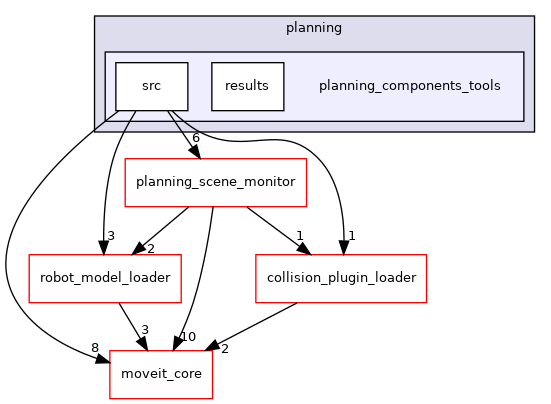 planning
src
results
planning_components_tools
6
planning_scene_monitor
3
2
1
1
robot_model_loader
collision_plugin_loader
3
10
8
2
moveit_core